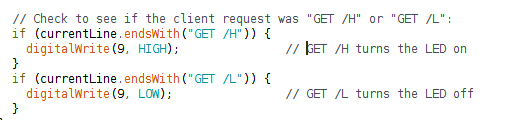 // Check to see if the client request was "GET /H" or "GET /L":
if (currentLine.endsWith("GET /H")) {
digitalWrite(9, HIGH); // GET /H turns the LED on
}
if (currentLine.endsWith("GET /L")) {
digitalWrite(9, LOW); // GET /L turns the LED off
}